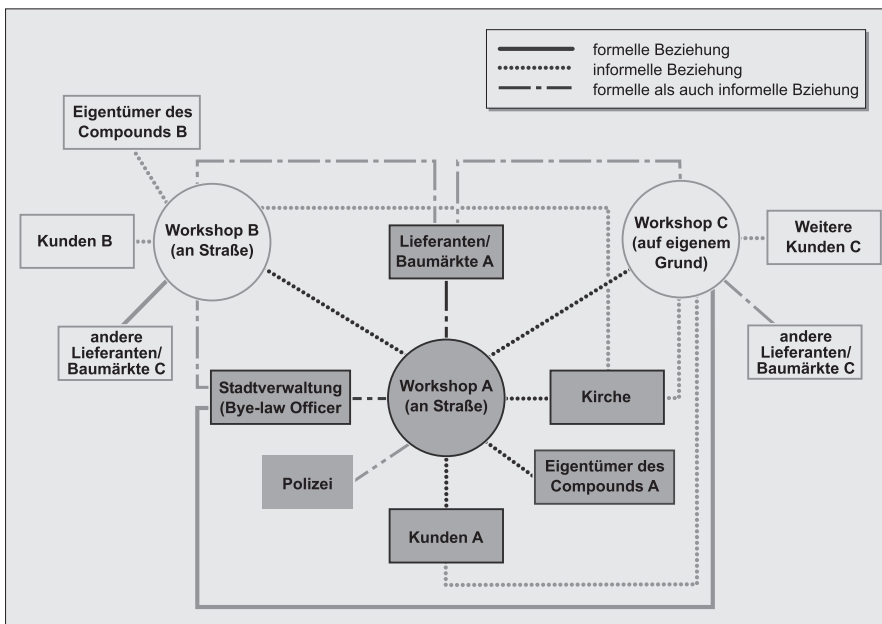 formelle Beziehung
informelle Beziehung
formelle als auch informelle Bziehung
Eigentümer des
Compounds B
Workshop B
(an Straße)
Kunden B
andere
Lieferanten/
Baumärkte C
Lieferanten/
Baumärkte A
Workshop C
(auf eigenem
Grund)
Weitere
Kunden C
andere
Lieferanten/
Baumärkte C
Stadtverwaltung
(Bye-law Officer
Workshop A
(an Straße)
Kirche
Polizei
Eigentümer des
Compounds A
Kunden A